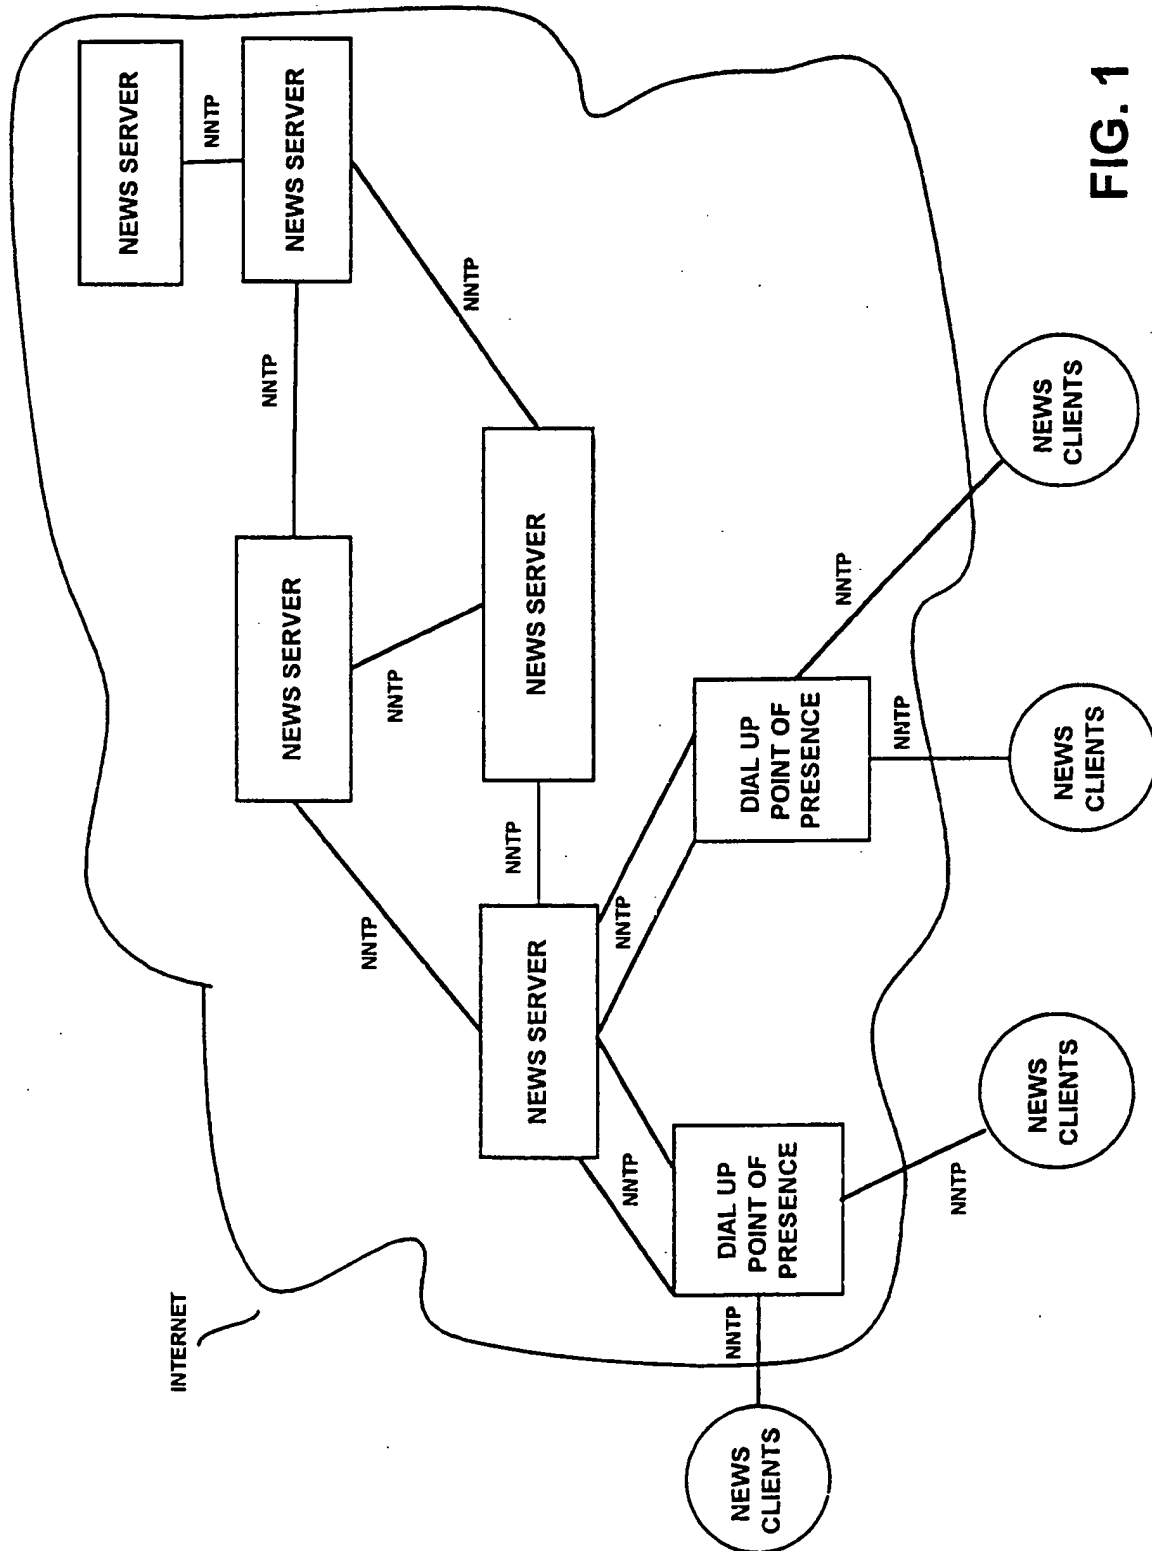 NEWS SERVER
INTERNET
NNTP
NEWS SERVER
NNTP
NEWS SERVER
NNTP
NNTP
NNTP
NEWS SERVER
NNTP
NEWS SERVER
NNTP
NNTP
NNTP
NEWS
CLIENTS
DIAL UP
POINT OF
PRESENCE
DIAL UP
POINT OF
PRESENCE
NNTP
NNTP
NNTP
NEWS
CLIENTS
NEWS
CLIENTS
NEWS
CLIENTS
FIG. 1